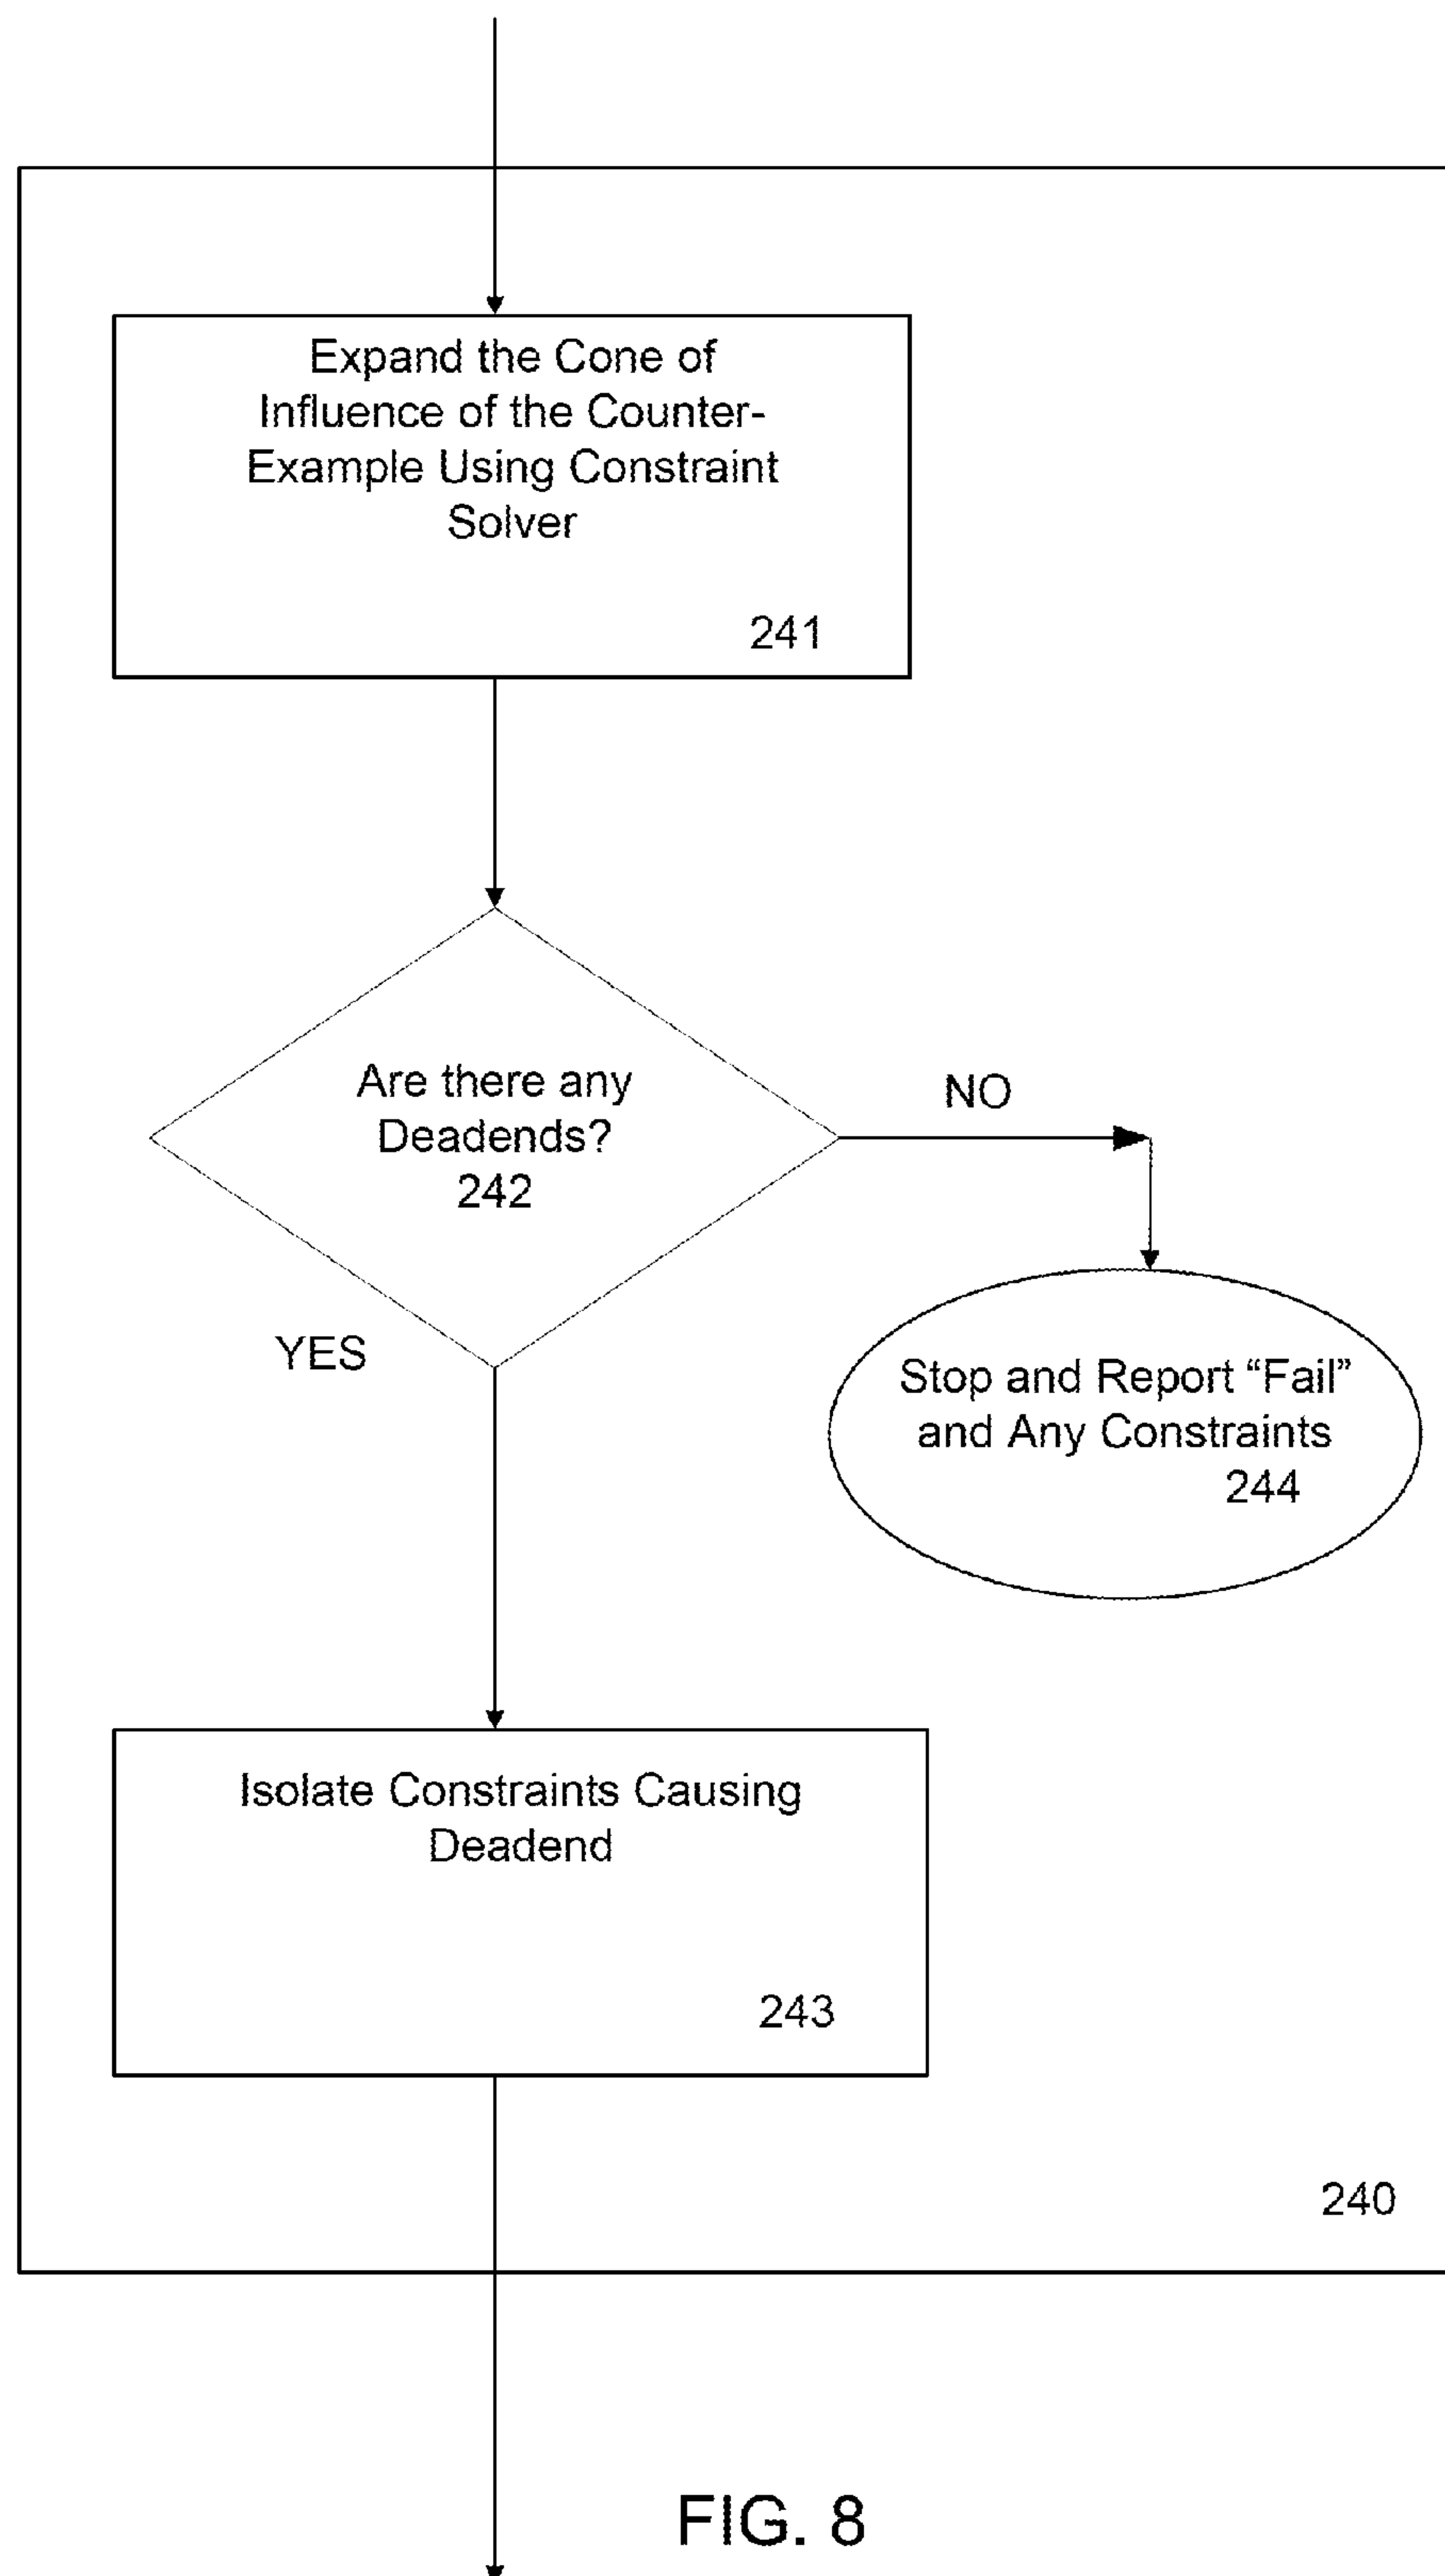 Expand the Cone of
Influence of the Counter-
Example Using Constraint
Solver
241
Are there any
Deadends?
242
NO
YES
Stop and Report “Fail”
and Any Constraints
244
Isolate Constraints Causing
Deadend
243
240
FIG. 8